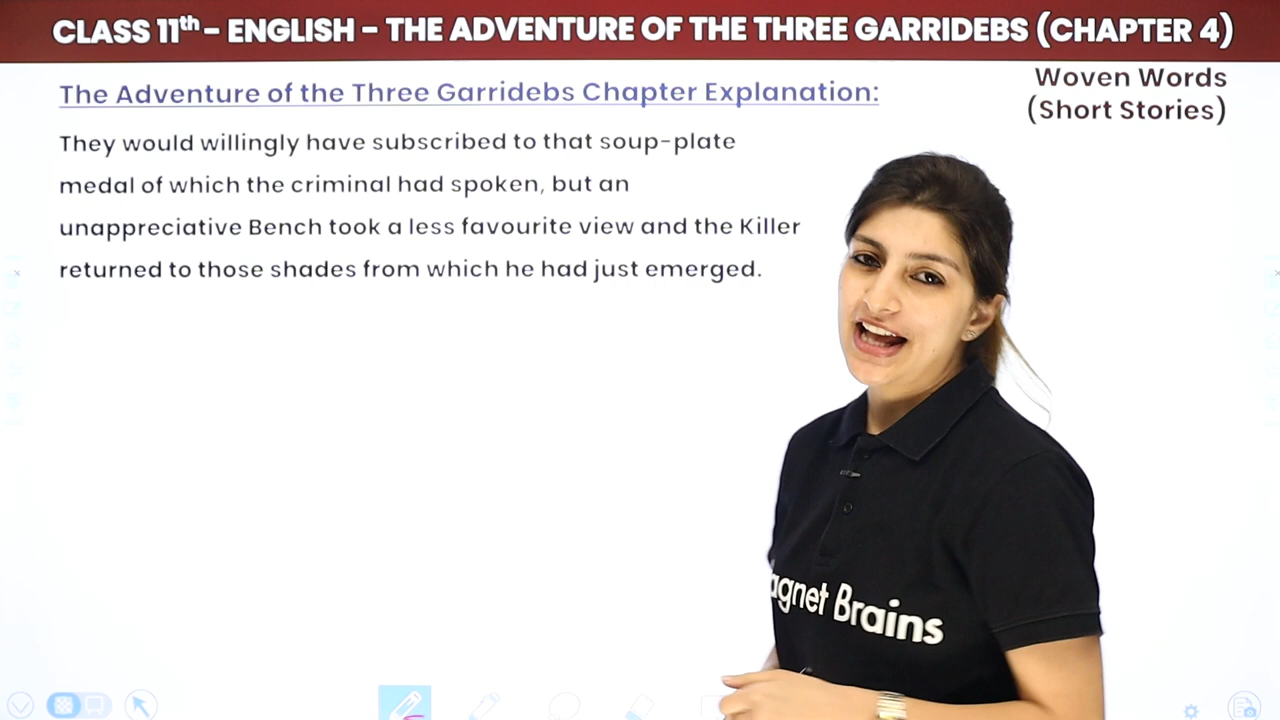 CLASS 11th – ENGLISH – THE ADVENTURE OF THE THREE GARRIDEBS (CHAPTER 4)
Woven Words
(Short Stories)
The Adventure of the Three Garridebs Chapter Explanation:
They would willingly have subscribed to that soup-plate
medal of which the criminal had spoken, but an
unappreciative Bench took a less favourite view and the Killer
returned to those shades from which he had just emerged.
agnet Brains